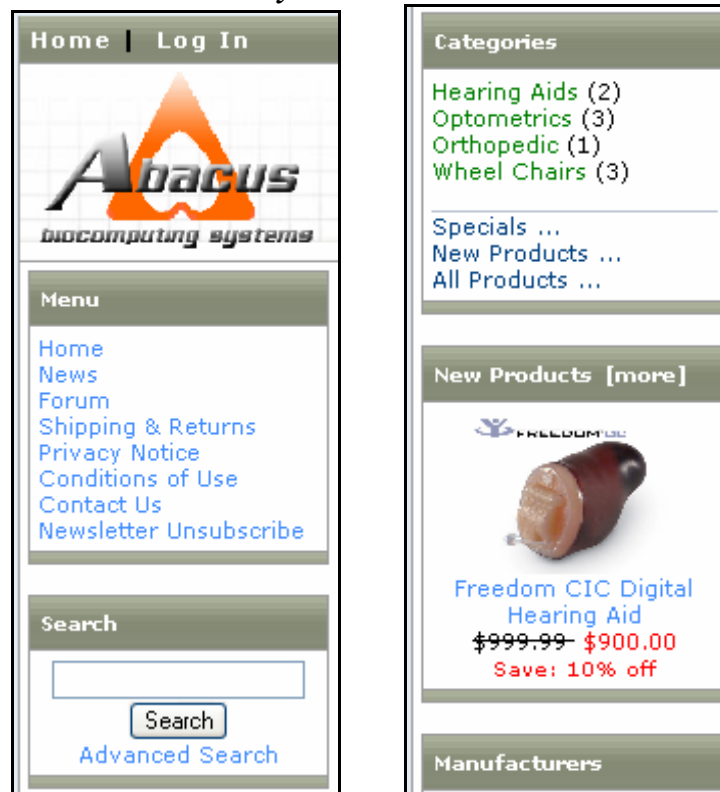 Home | Log In
Abacus
biocomputing systems
Menu
Home
News
Forum
Shipping & Returns
Privacy Notice
Conditions of Use
Contact Us
Newsletter Unsubscribe
Search
Search
Advanced Search
Categories
Hearing Aids (2)
Optometrics (3)
Orthopedic (1)
Wheel Chairs (3)
Specials ...
New Products ...
All Products ...
New Products [more]
Freedom CIC Digital
Hearing Aid
$999.99 $900.00
Save: 10% off
Manufacturers